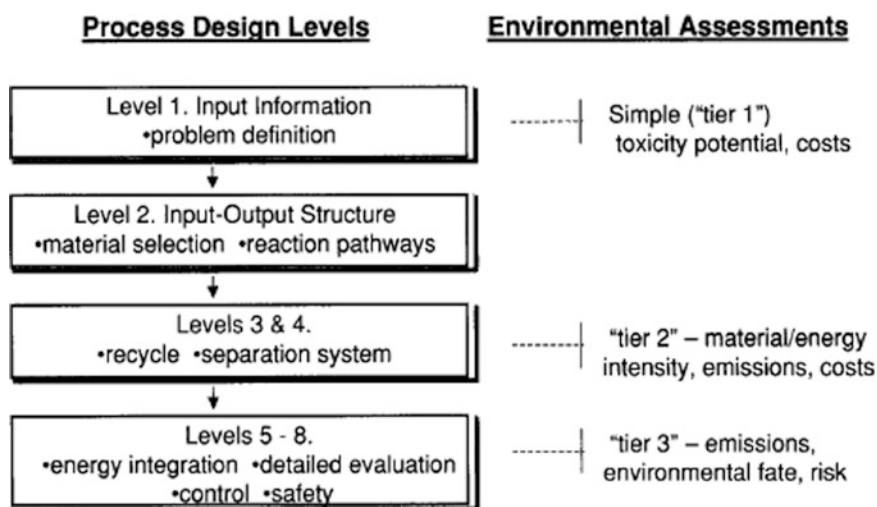 Process Design Levels
Environmental Assessments
Level 1. Input Information
•problem definition
Simple ("tier 1")
toxicity potential, costs
Level 2. Input-Output Structure
•material selection •reaction pathways
Levels 3 & 4.
•recycle •separation system
"tier 2" – material/energy
intensity, emissions, costs
Levels 5 - 8.
•energy integration •detailed evaluation
•control •safety
"tier 3" – emissions,
environmental fate, risk